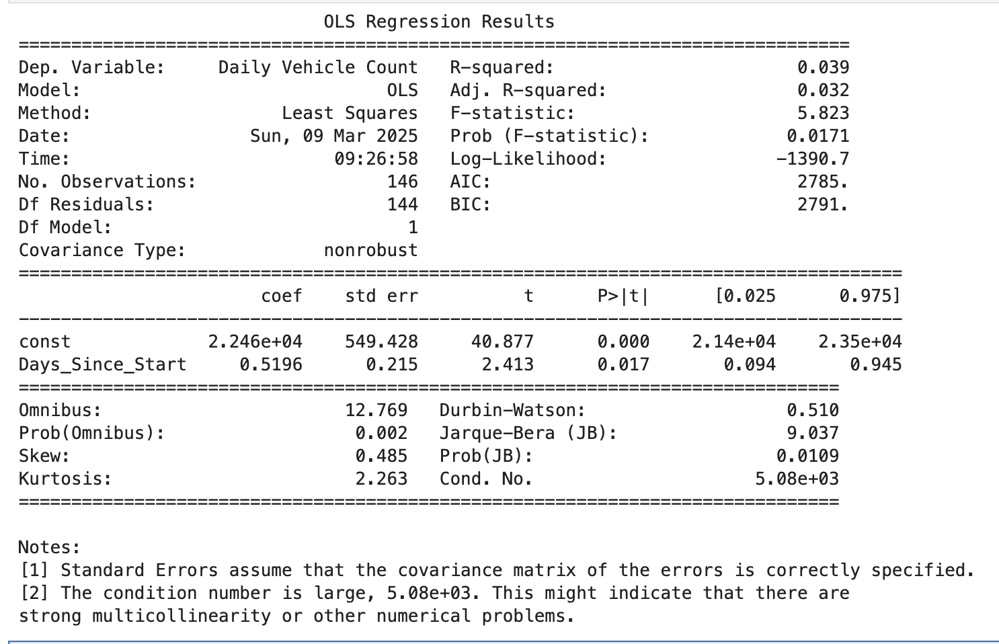 OLS Regression Results
==============================================================================
Dep. Variable:     Daily Vehicle Count   R-squared:                       0.039
Model:                             OLS   Adj. R-squared:                  0.032
Method:                  Least Squares   F-statistic:                     5.823
Date:                 Sun, 09 Mar 2025   Prob (F-statistic):             0.0171
Time:                         09:26:58   Log-Likelihood:                -1390.7
No. Observations:                  146   AIC:                             2785.
Df Residuals:                      144   BIC:                             2791.
Df Model:                            1
Covariance Type:             nonrobust
====================================================================================
                       coef    std err          t      P>|t|      [0.025      0.975]
------------------------------------------------------------------------------------
const             2.246e+04    549.428     40.877      0.000    2.14e+04    2.35e+04
Days_Since_Start     0.5196      0.215      2.413      0.017       0.094       0.945
==============================================================================
Omnibus:                       12.769   Durbin-Watson:                   0.510
Prob(Omnibus):                  0.002   Jarque-Bera (JB):                9.037
Skew:                           0.485   Prob(JB):                       0.0109
Kurtosis:                       2.263   Cond. No.                     5.08e+03
==============================================================================
Notes:
[1] Standard Errors assume that the covariance matrix of the errors is correctly specified.
[2] The condition number is large, 5.08e+03. This might indicate that there are
strong multicollinearity or other numerical problems.